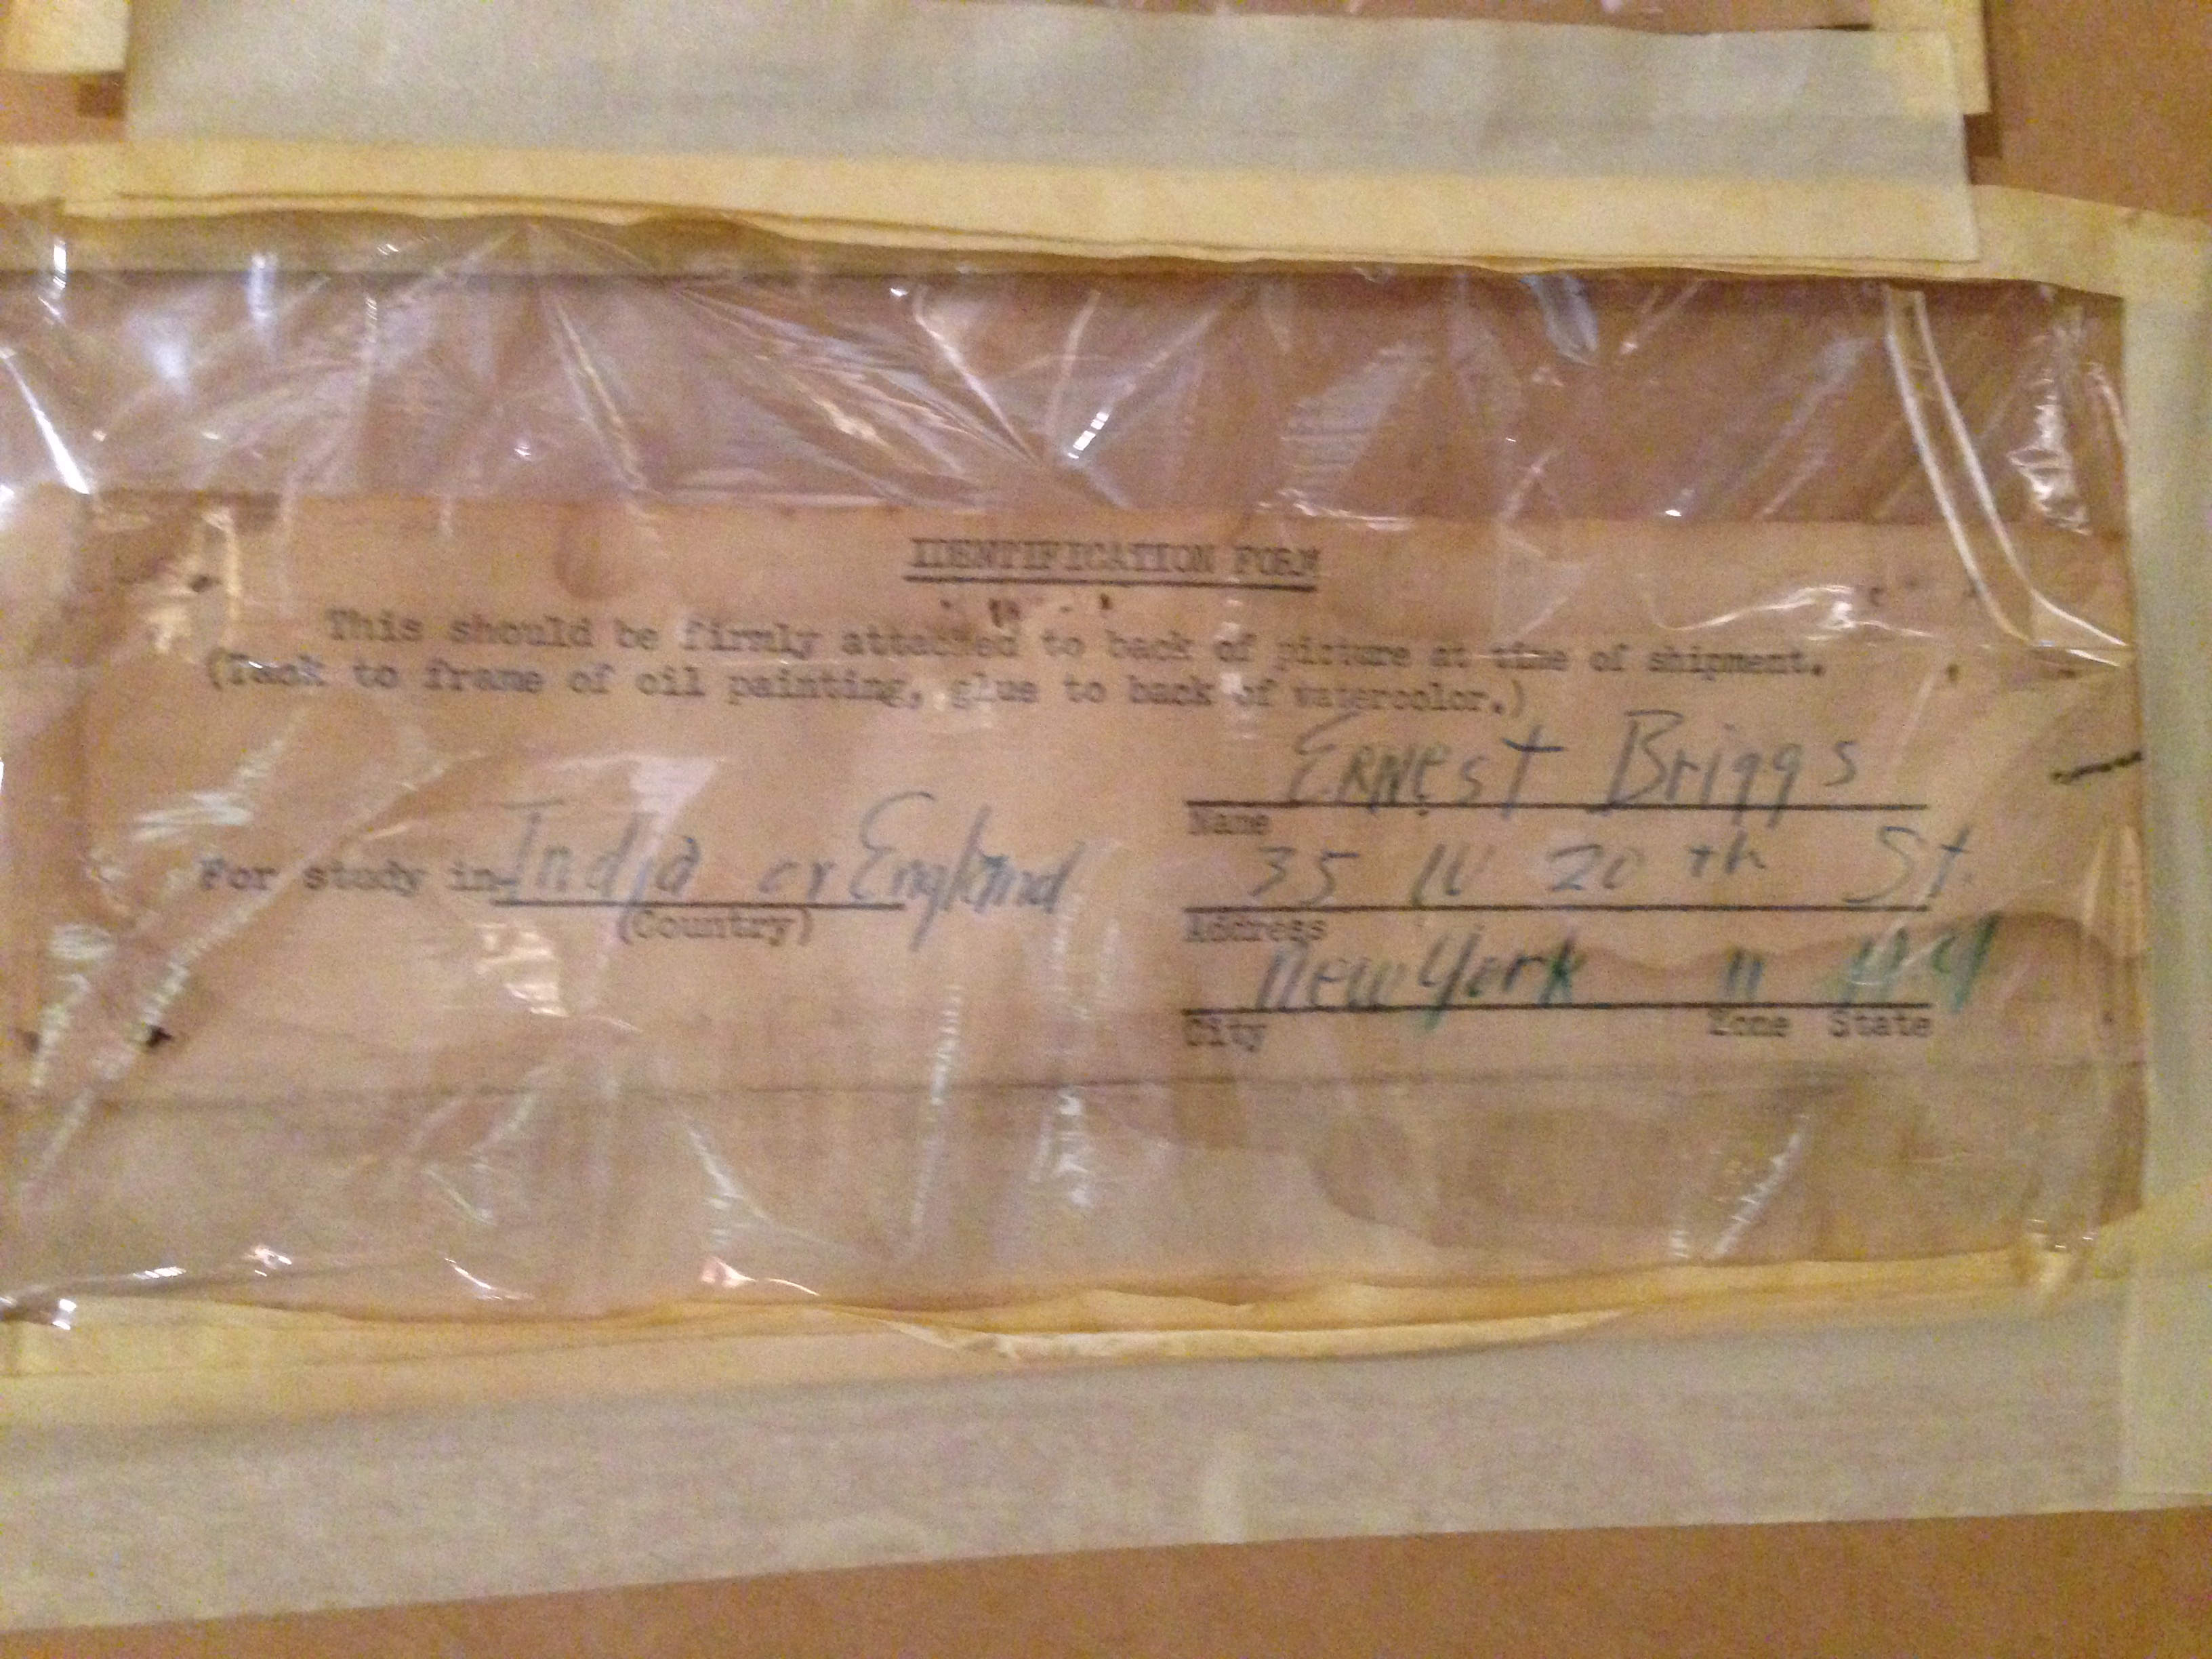 IDENTIFICATION FORM
This should be firmly attached to back of picture at time of shipment.
(Tack to frame of oil painting, glue to back of watercolor.)
Ernest Briggs
Name
For study in India or England
(Country)
35 W 20th St.
Address
New York 11 N.Y
City Zone State